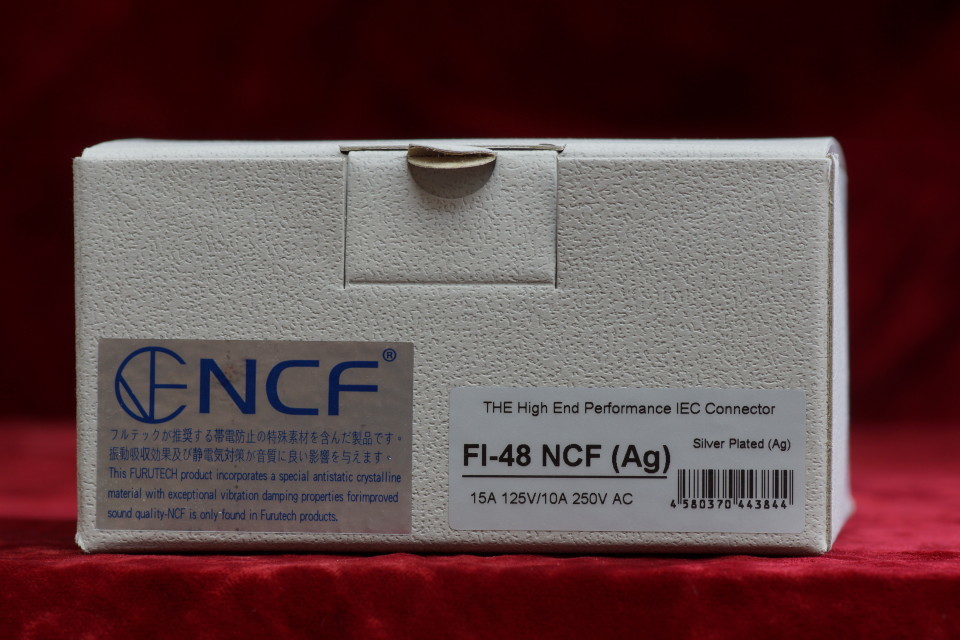 NCF®
フルテックが推奨する帯電防止の特殊素材を含んだ製品です。
振動吸収効果及び静電気対策が音質に良い影響を与えます。
This FURUTECH product incorporates a special antistatic crystalline
material with exceptional vibration damping properties forimproved
sound quality-NCF is only found in Furutech products.
THE High End Performance IEC Connector
Silver Plated (Ag)
FI-48 NCF (Ag)
15A 125V/10A 250V AC
4 580370 443844